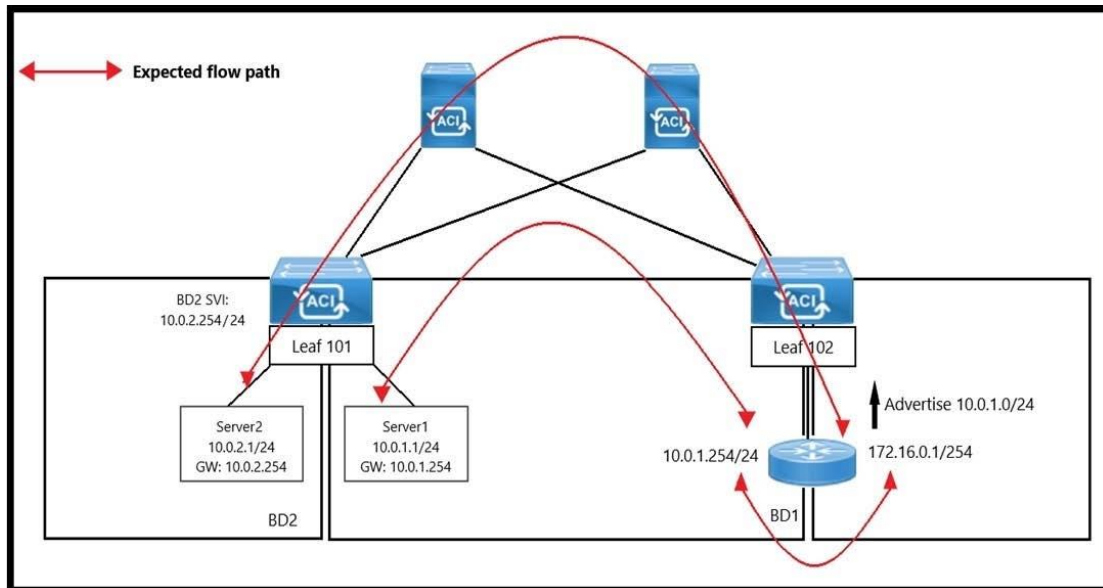 Expected flow path
ACI
ACI
ACI
ACI
BD2 SVI:
10.0.2.254/24
Leaf 101
Leaf 102
Server2
10.0.2.1/24
GW: 10.0.2.254
Server1
10.0.1.1/24
GW: 10.0.1.254
Advertise 10.0.1.0/24
10.0.1.254/24
172.16.0.1/254
BD2
BD1